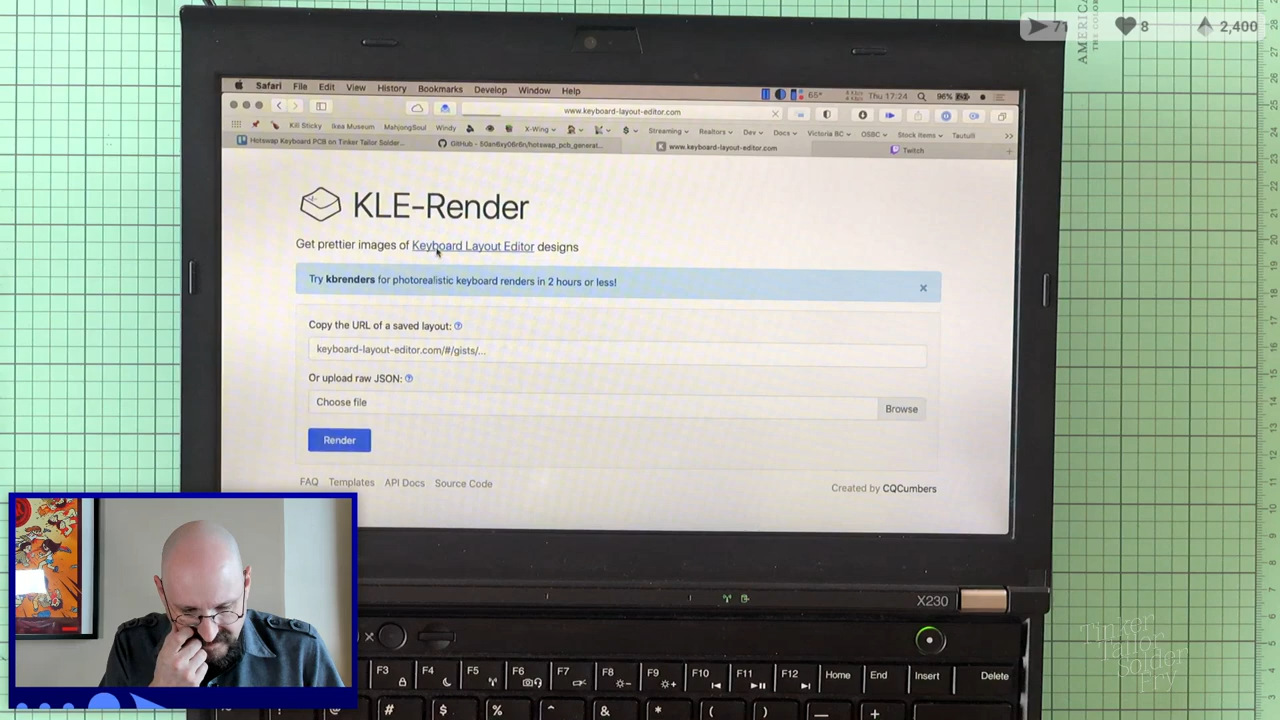 71 8 2,400
AMERICA
THE COLO
Safari File Edit View History Bookmarks Develop Window Help
66° Thu 17:24 96%
www.keyboard-layout-editor.com
Kili Sticky Ikea Museum MahjongSoul Windy X-Wing Streaming Realtors Dev Docs Victoria BC OSBC Stock items Tautulli
Hotswap Keyboard PCB on Tinker Tailor Solder... www.keyboard-layout-editor.com Twitch
KLE-Render
Get prettier images of Keyboard Layout Editor designs
Try kbrenders for photorealistic keyboard renders in 2 hours or less!
Copy the URL of a saved layout:
keyboard-layout-editor.com/#/gists/...
Or upload raw JSON:
Choose file Browse
Render
FAQ Templates API Docs Source Code Created by CQCumbers
X230
Tinker
Tailor
Solder
Fry
F3 F4 F5 F6 F7 F8 F9 F10 F11 F12 Home End Insert Delete
! @ # $ % ^ & * ( ) _ +